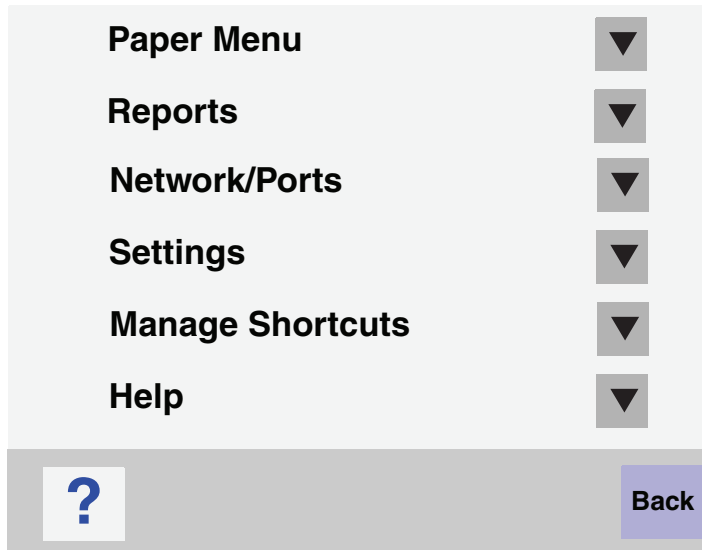 Paper Menu
Reports
Network/Ports
Settings
Manage Shortcuts
Help
?
Back